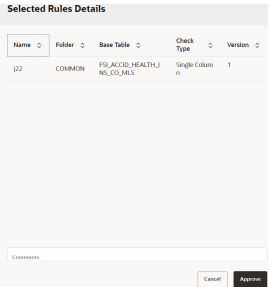 Selected Rules Details
Name Folder Base Table Check Type Version
J22 COMMON FSI_ACCID_HEALTH_I
NS_CO_MLS Single Colum
n 1
Comments
Cancel Approve